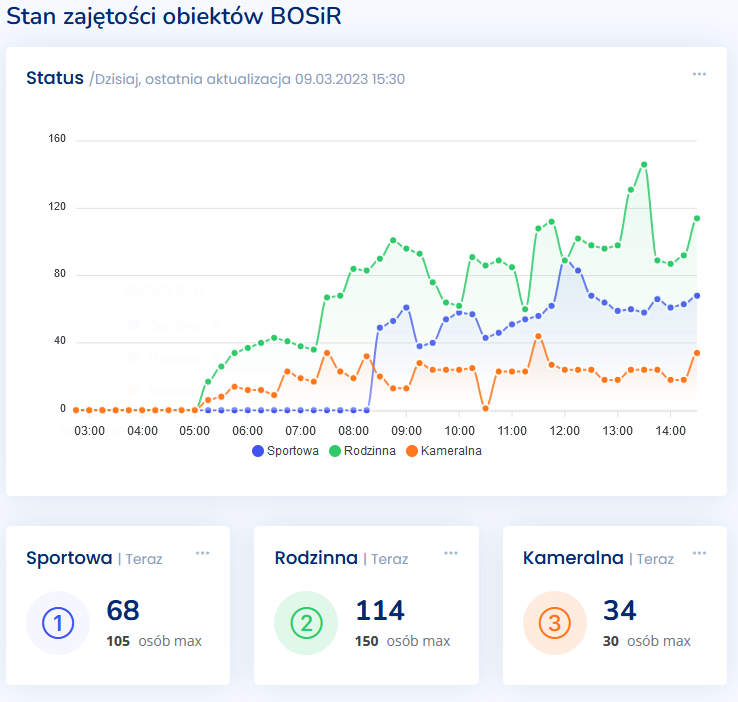 Stan zajętości obiektów BOSiR
Status /Dzisiaj, ostatnia aktualizacja 09.03.2023 15:30
160
120
80
40
0
03:00 04:00 05:00 06:00 07:00 08:00 09:00 10:00 11:00 12:00 13:00 14:00
Sportowa Rodzinna Kameralna
Sportowa | Teraz
1
68
105 osób max
Rodzinna | Teraz
2
114
150 osób max
Kameralna | Teraz
3
34
30 osób max